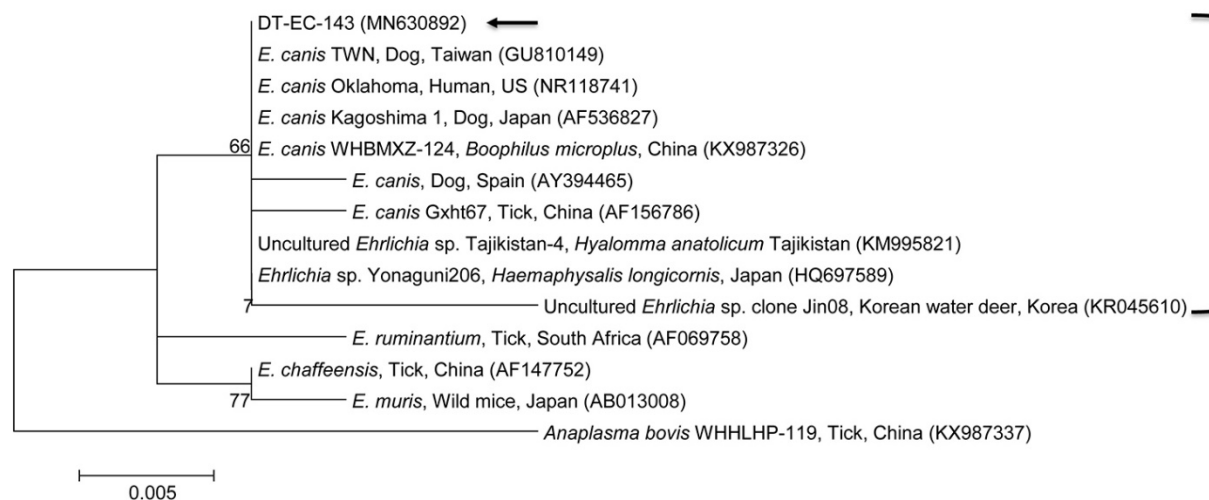 DT-EC-143 (MN630892)
E. canis TWN, Dog, Taiwan (GU810149)
E. canis Oklahoma, Human, US (NR118741)
E. canis Kagoshima 1, Dog, Japan (AF536827)
66
E. canis WHBMXZ-124, Boophilus microplus, China (KX987326)
E. canis, Dog, Spain (AY394465)
E. canis Gxht67, Tick, China (AF156786)
Uncultured Ehrlichia sp. Tajikistan-4, Hyalomma anatolicum Tajikistan (KM995821)
Ehrlichia sp. Yonaguni206, Haemaphysalis longicornis, Japan (HQ697589)
7
Uncultured Ehrlichia sp. clone Jin08, Korean water deer, Korea (KR045610)
E. ruminantium, Tick, South Africa (AF069758)
E. chaffeensis, Tick, China (AF147752)
77
E. muris, Wild mice, Japan (AB013008)
Anaplasma bovis WHHLHP-119, Tick, China (KX987337)
0.005